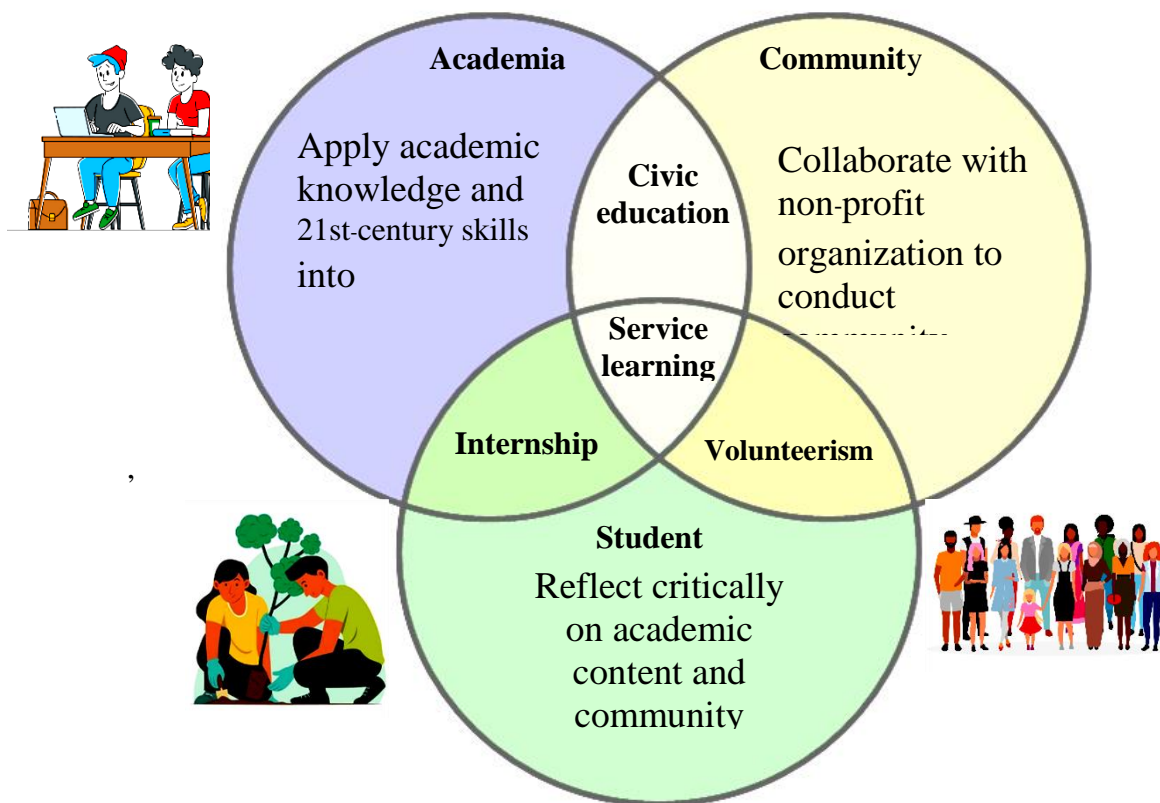 Academia
Apply academic
knowledge and
21st-century skills
into
Community
Collaborate with
non-profit
organization to
conduct
Civic
education
Service
learning
Internship
Volunteerism
,
Student
Reflect critically
on academic
content and
community